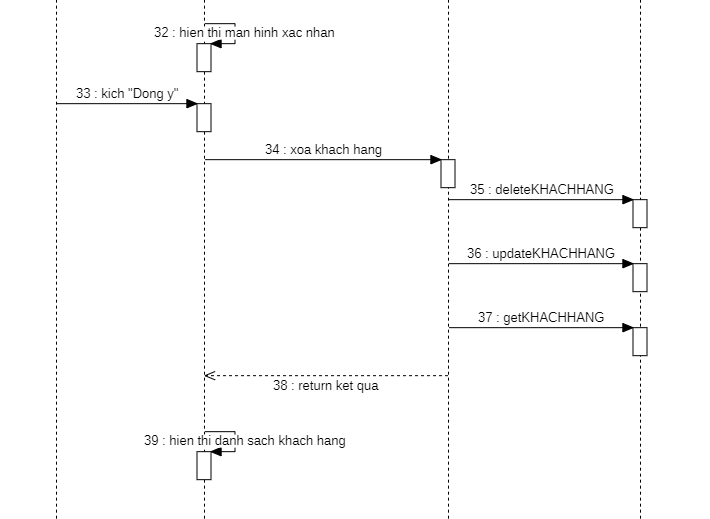 32 : hien thi man hinh xac nhan
33 : kich "Dong y"
34 : xoa khach hang
35 : deleteKHACHHANG
36 : updateKHACHHANG
37 : getKHACHHANG
38 : return ket qua
39 : hien thi danh sach khach hang